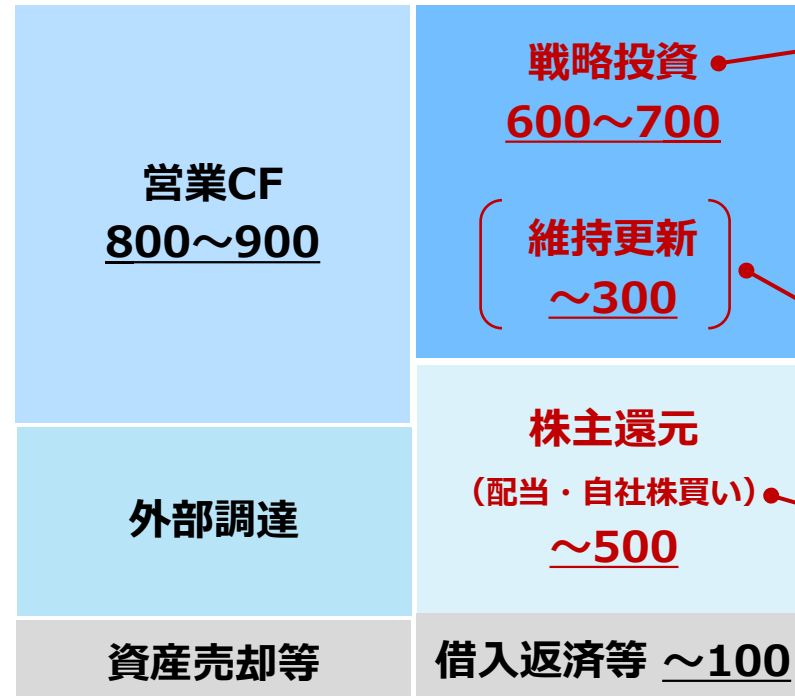 営業CF
800～900
外部調達
資産売却等
戦略投資
600～700
維持更新
～300
株主還元
（配当・自社株買い）
～500
借入返済等 ～100